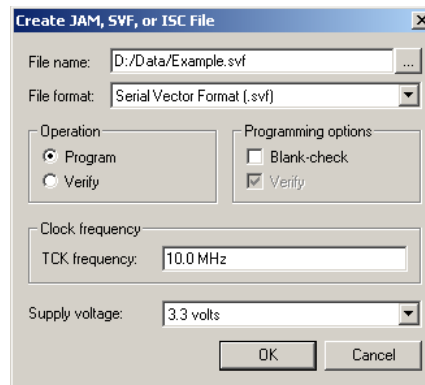 Create JAM, SVF, or ISC File
File name: D:/Data/Example.svf ...
File format: Serial Vector Format (.svf)
Operation
Program
Verify
Programming options
Blank-check
Verify
Clock frequency
TCK frequency: 10.0 MHz
Supply voltage: 3.3 volts
OK Cancel